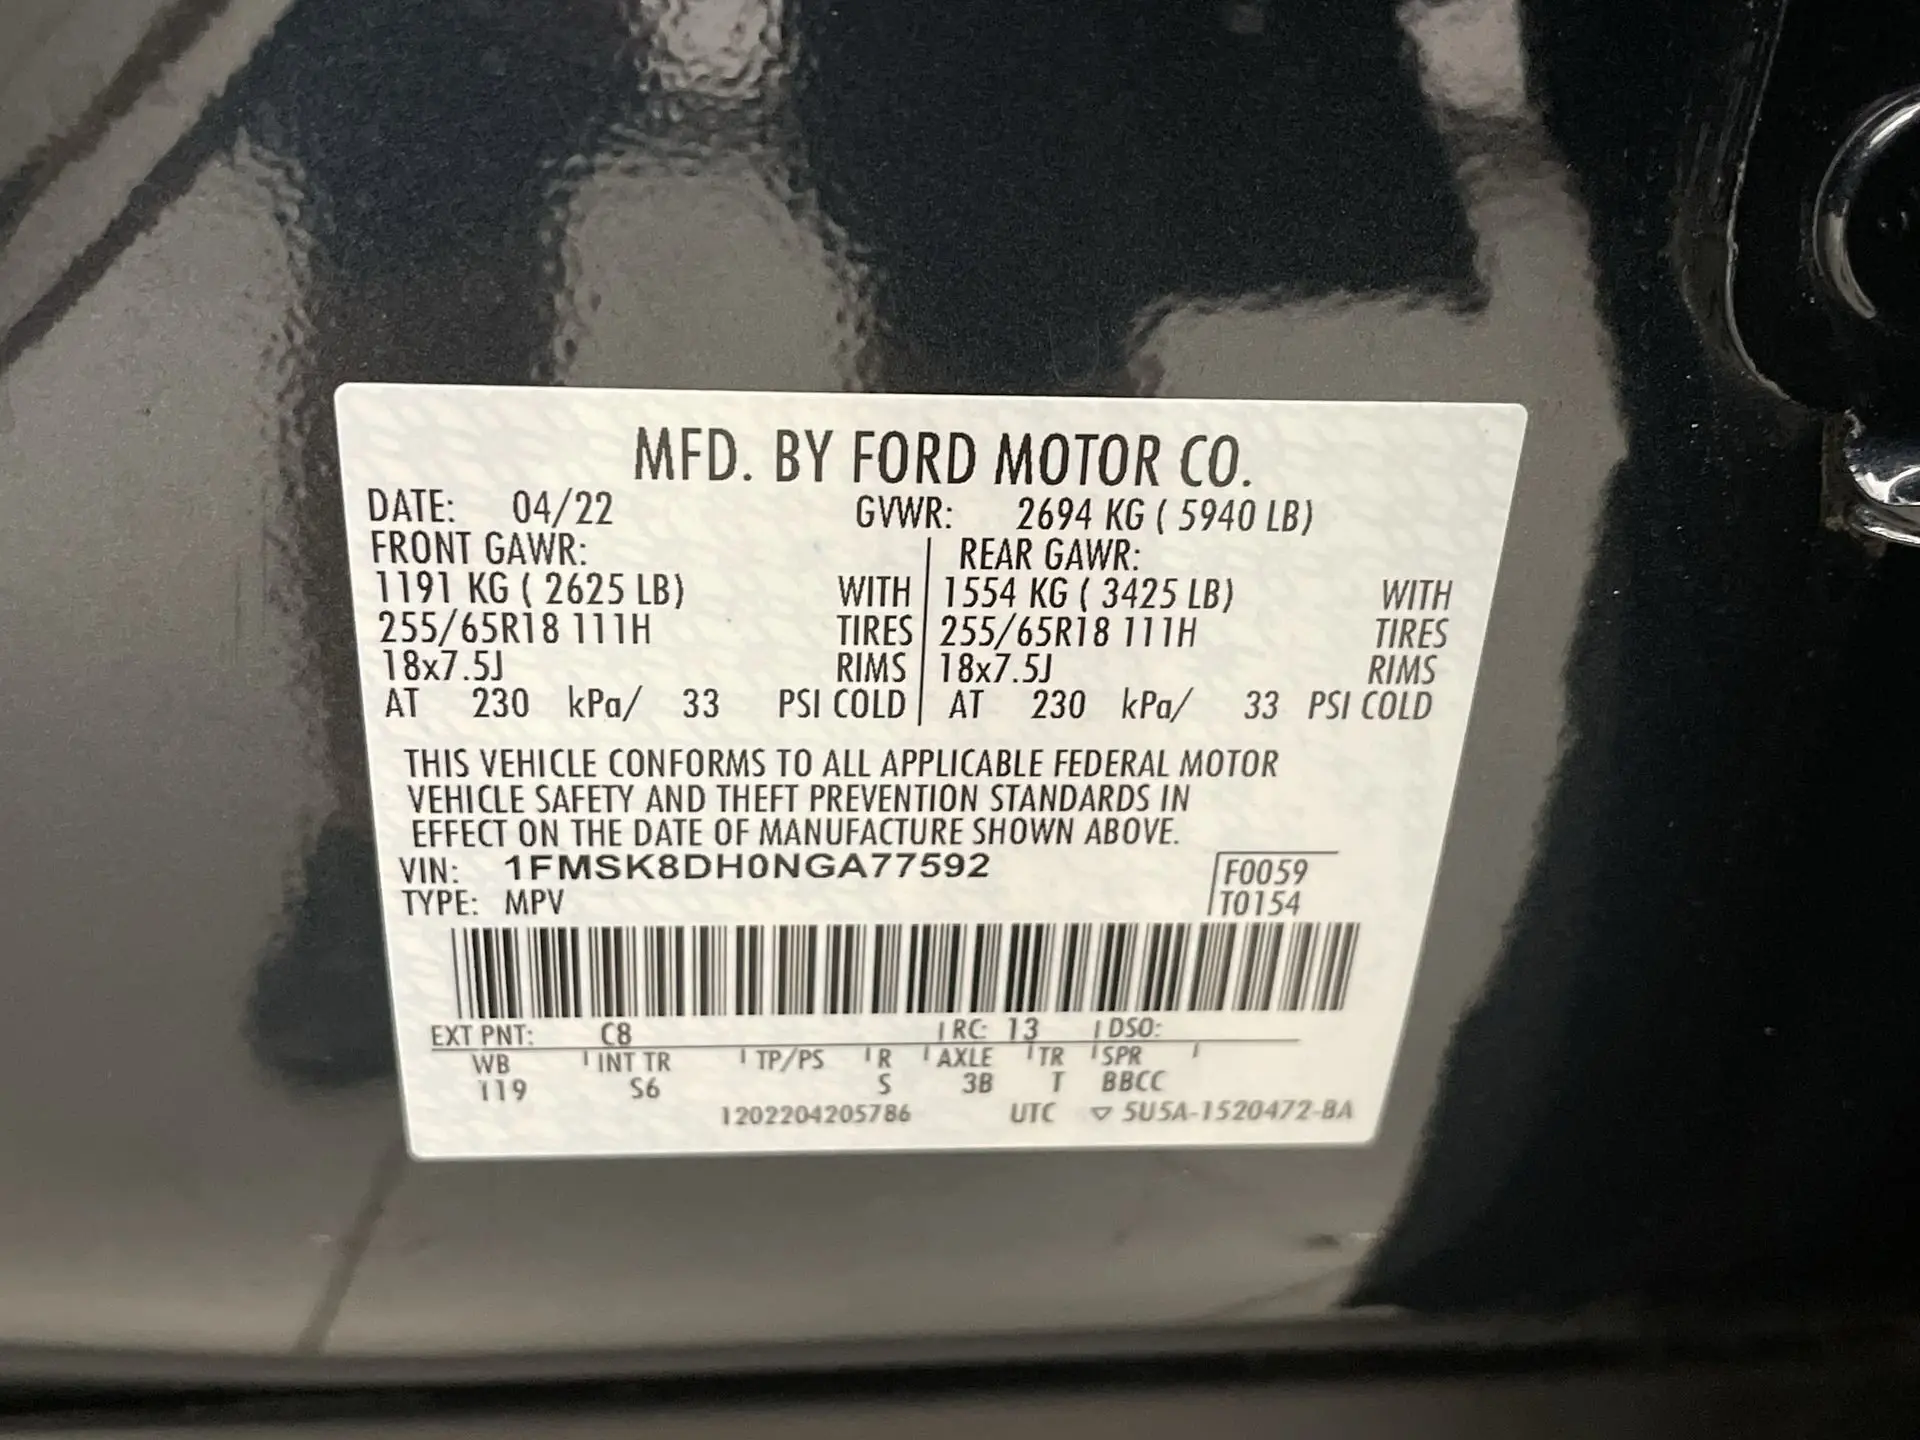 MFD. BY FORD MOTOR CO.
DATE: 04/22 GVWR: 2694 KG ( 5940 LB)
FRONT GAWR: REAR GAWR:
1191 KG ( 2625 LB) WITH 1554 KG ( 3425 LB) WITH
255/65R18 111H TIRES 255/65R18 111H TIRES
18x7.5J RIMS 18x7.5J RIMS
AT 230 kPa/ 33 PSI COLD AT 230 kPa/ 33 PSI COLD
THIS VEHICLE CONFORMS TO ALL APPLICABLE FEDERAL MOTOR
VEHICLE SAFETY AND THEFT PREVENTION STANDARDS IN
EFFECT ON THE DATE OF MANUFACTURE SHOWN ABOVE.
VIN: 1FMSK8DH0NGA77592 F0059
TYPE: MPV T0154
EXT PNT: C8 RC: 13 DSO:
WB INT TR TP/PS R AXLE TR SPR
119 S6 S 3B T BBCC
1202204205786 UTC ▽ 5U5A-1520472-BA